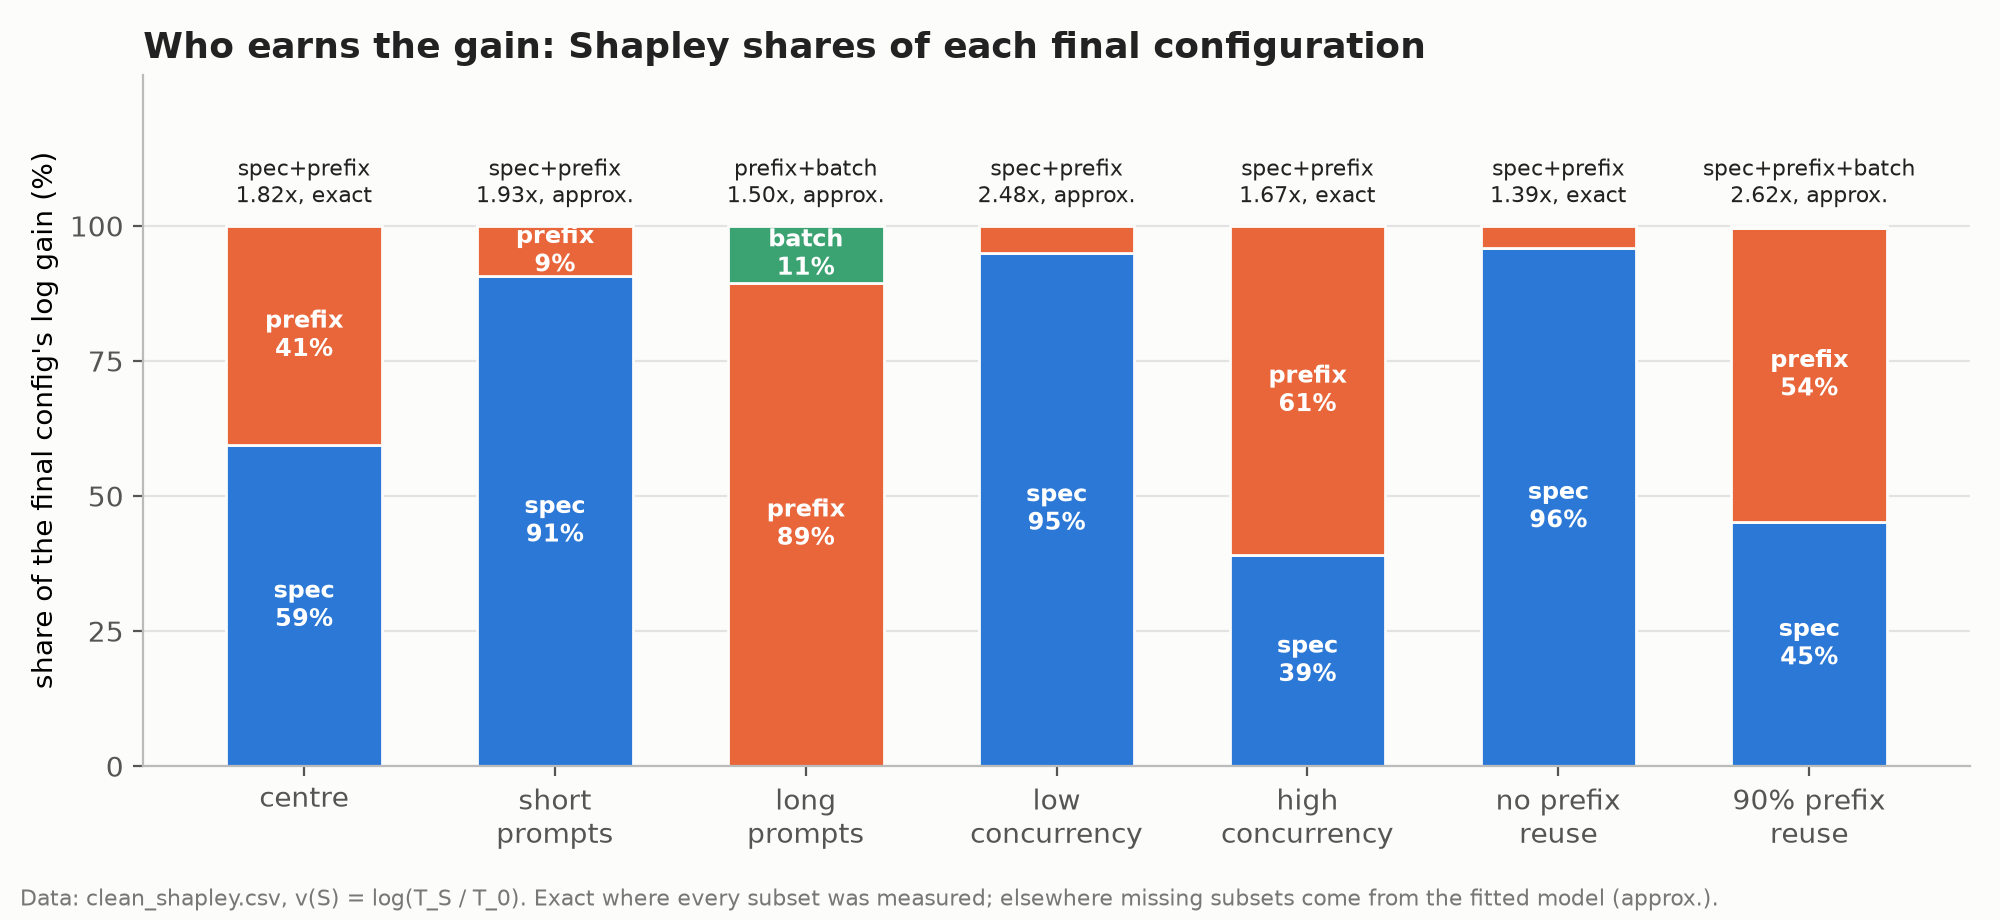 Who earns the gain: Shapley shares of each final configuration
share of the final config's log gain (%)
spec+prefix
1.82x, exact
spec+prefix
1.93x, approx.
prefix+batch
1.50x, approx.
spec+prefix
2.48x, approx.
spec+prefix
1.67x, exact
spec+prefix
1.39x, exact
spec+prefix+batch
2.62x, approx.
100
75
50
25
0
prefix
41%
spec
59%
prefix
9%
spec
91%
batch
11%
prefix
89%
spec
95%
prefix
61%
spec
39%
spec
96%
prefix
54%
spec
45%
centre
short
prompts
long
prompts
low
concurrency
high
concurrency
no prefix
reuse
90% prefix
reuse
Data: clean_shapley.csv, v(S) = log(T_S / T_0). Exact where every subset was measured; elsewhere missing subsets come from the fitted model (approx.).